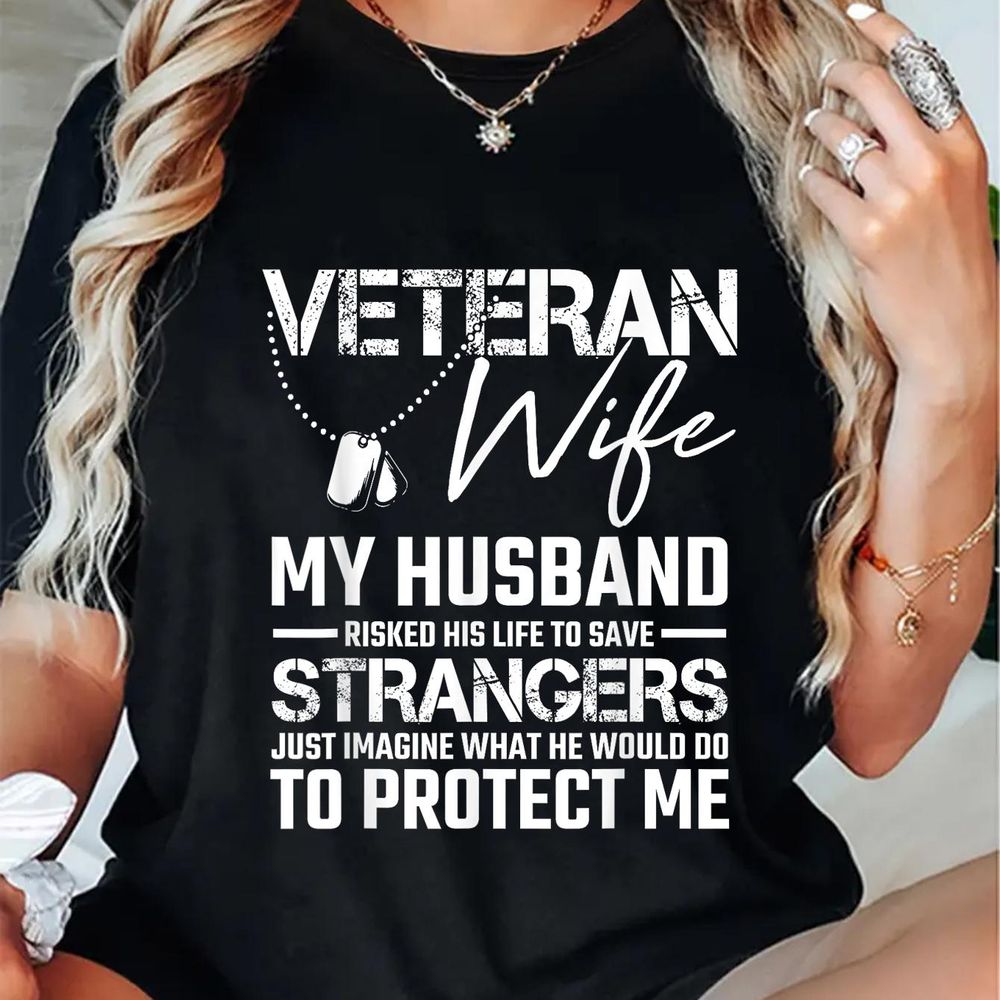 VETERAN
Wife
MY HUSBAND
RISKED HIS LIFE TO SAVE
STRANGERS
JUST IMAGINE WHAT HE WOULD DO
TO PROTECT ME